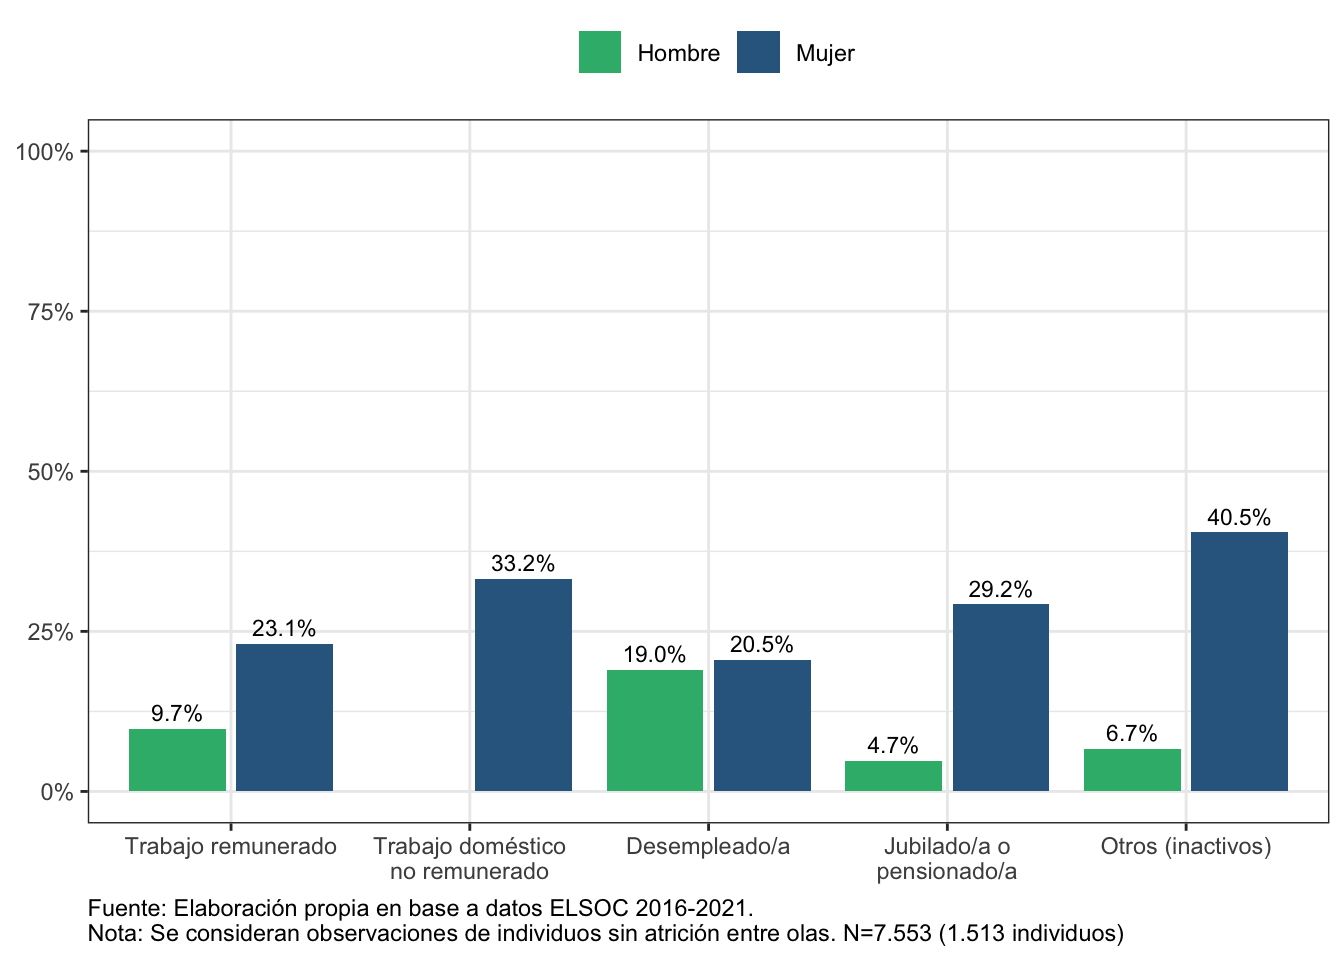 Hombre Mujer
100%
75%
50%
25%
0%
9.7%
23.1%
33.2%
19.0%
20.5%
4.7%
29.2%
6.7%
40.5%
Trabajo remunerado
Trabajo doméstico
no remunerado
Desempleado/a
Jubilado/a o
pensionado/a
Otros (inactivos)
Fuente: Elaboración propia en base a datos ELSOC 2016-2021.
Nota: Se consideran observaciones de individuos sin atrición entre olas. N=7.553 (1.513 individuos)